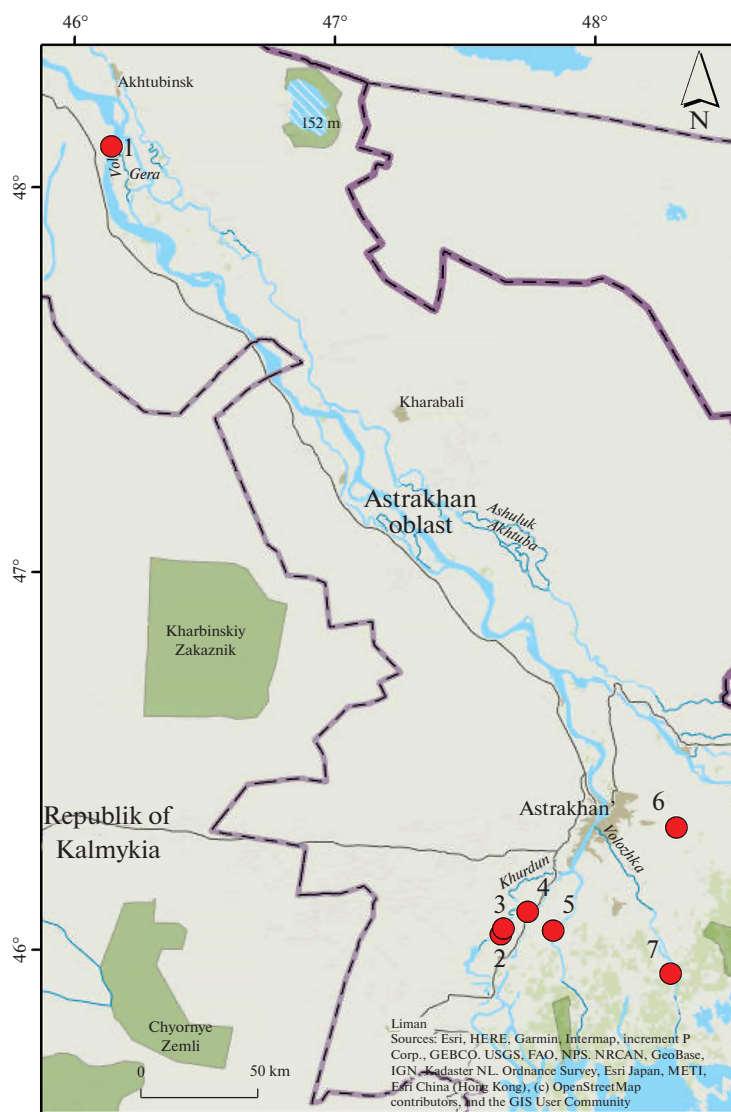 46° 47° 48°
Akhtubinsk
N
152 m
1
Gera
48°
Kharabali
Astrakhan
oblast
Ashuluk
Akhtuba
47°
Kharbinskiy
Zakaznik
Astrakhan’
6
Republik of
Kalmykia
Volozhka
Khurdun
3 4 5
2
46°
7
Chyornye
Zemli
0 50 km
Liman
Sources: Esri, HERE, Garmin, Intermap, increment P
Corp., GEBCO, USGS, FAO, NPS, NRCAN, GeoBase,
IGN, Kadaster NL, Ordnance Survey, Esri Japan, METI,
Esri China (Hong Kong), (c) OpenStreetMap
contributors, and the GIS User Community